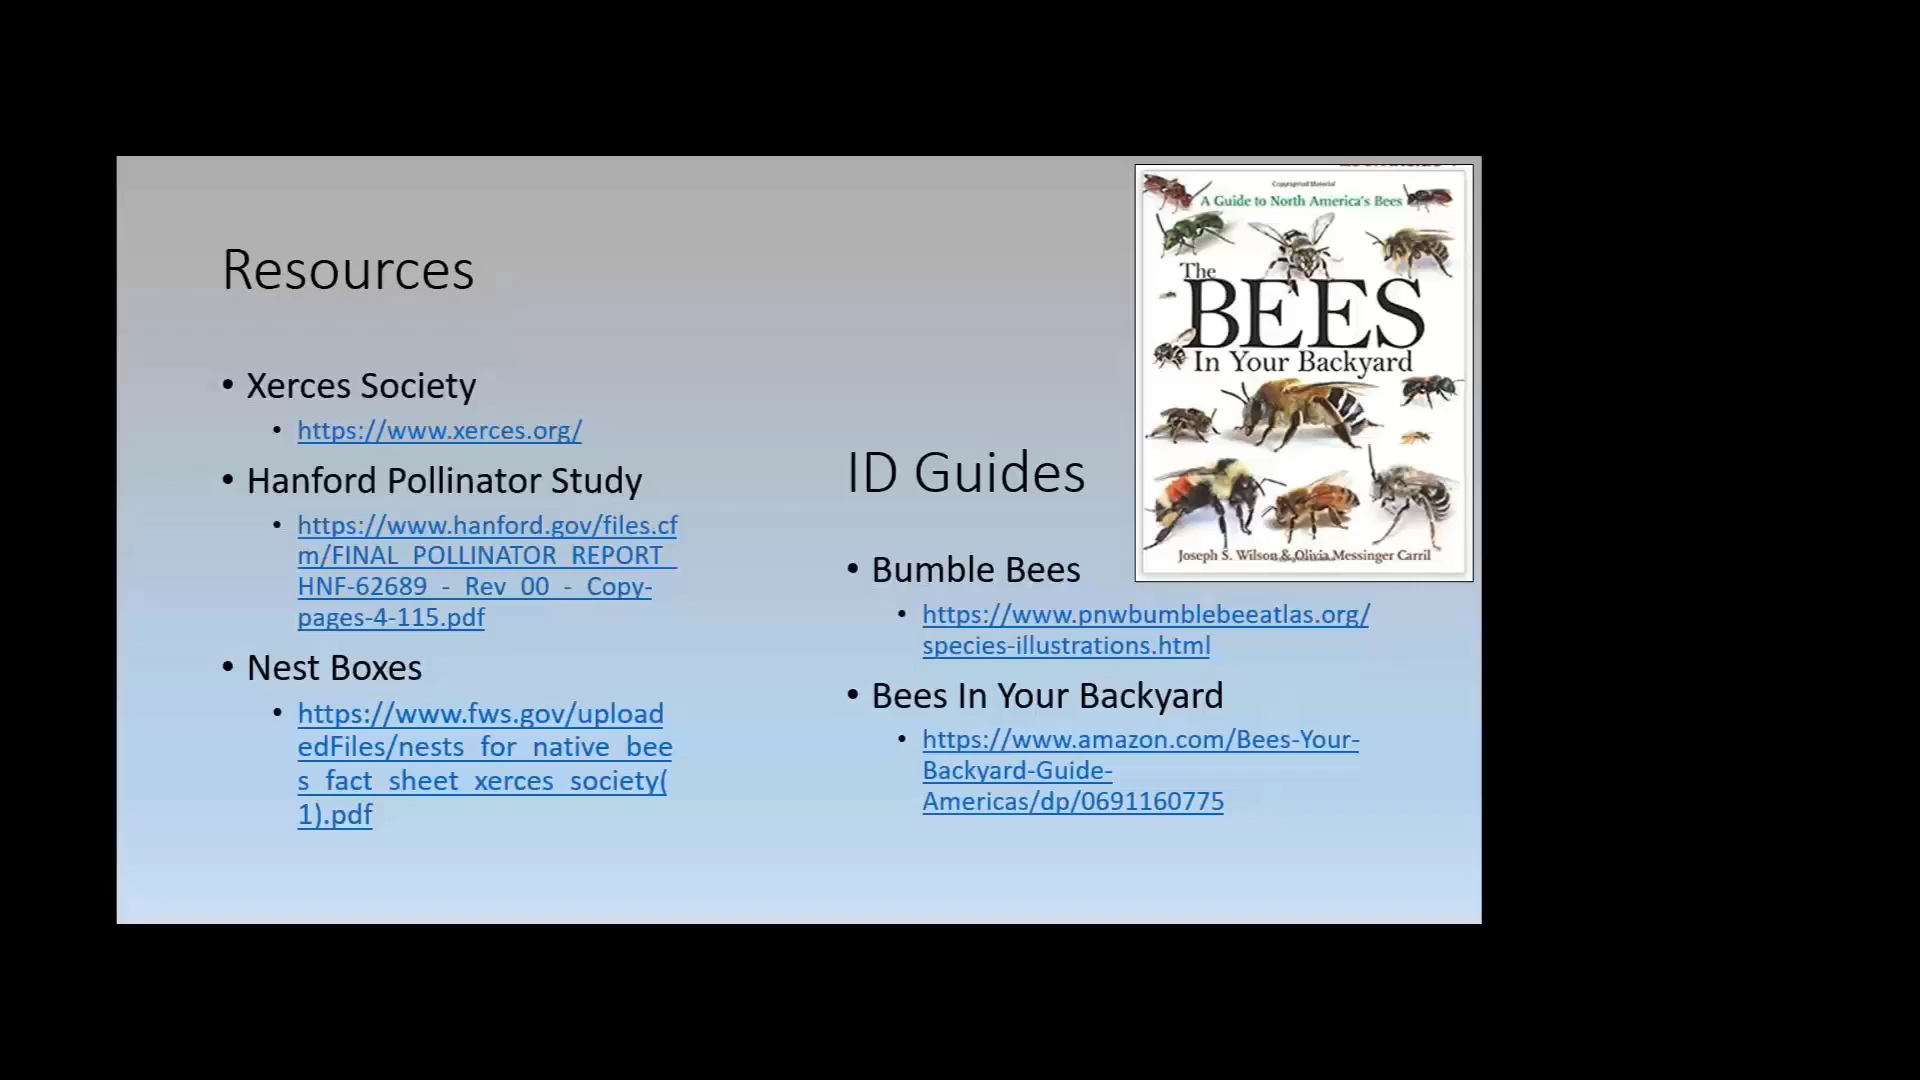 Resources
• Xerces Society
• https://www.xerces.org/
• Hanford Pollinator Study
• https://www.hanford.gov/files.cf
m/FINAL_POLLINATOR_REPORT_
HNF-62689_-_Rev_00_-_Copy-
pages-4-115.pdf
• Nest Boxes
• https://www.fws.gov/upload
edFiles/nests_for_native_bee
s_fact_sheet_xerces_society(
1).pdf
ID Guides
• Bumble Bees
• https://www.pnwbumblebeeatlas.org/
species-illustrations.html
• Bees In Your Backyard
• https://www.amazon.com/Bees-Your-
Backyard-Guide-
Americas/dp/0691160775
Copyrighted Material
A Guide to North America's Bees
The
BEES
In Your Backyard
Joseph S. Wilson & Olivia Messinger Carril